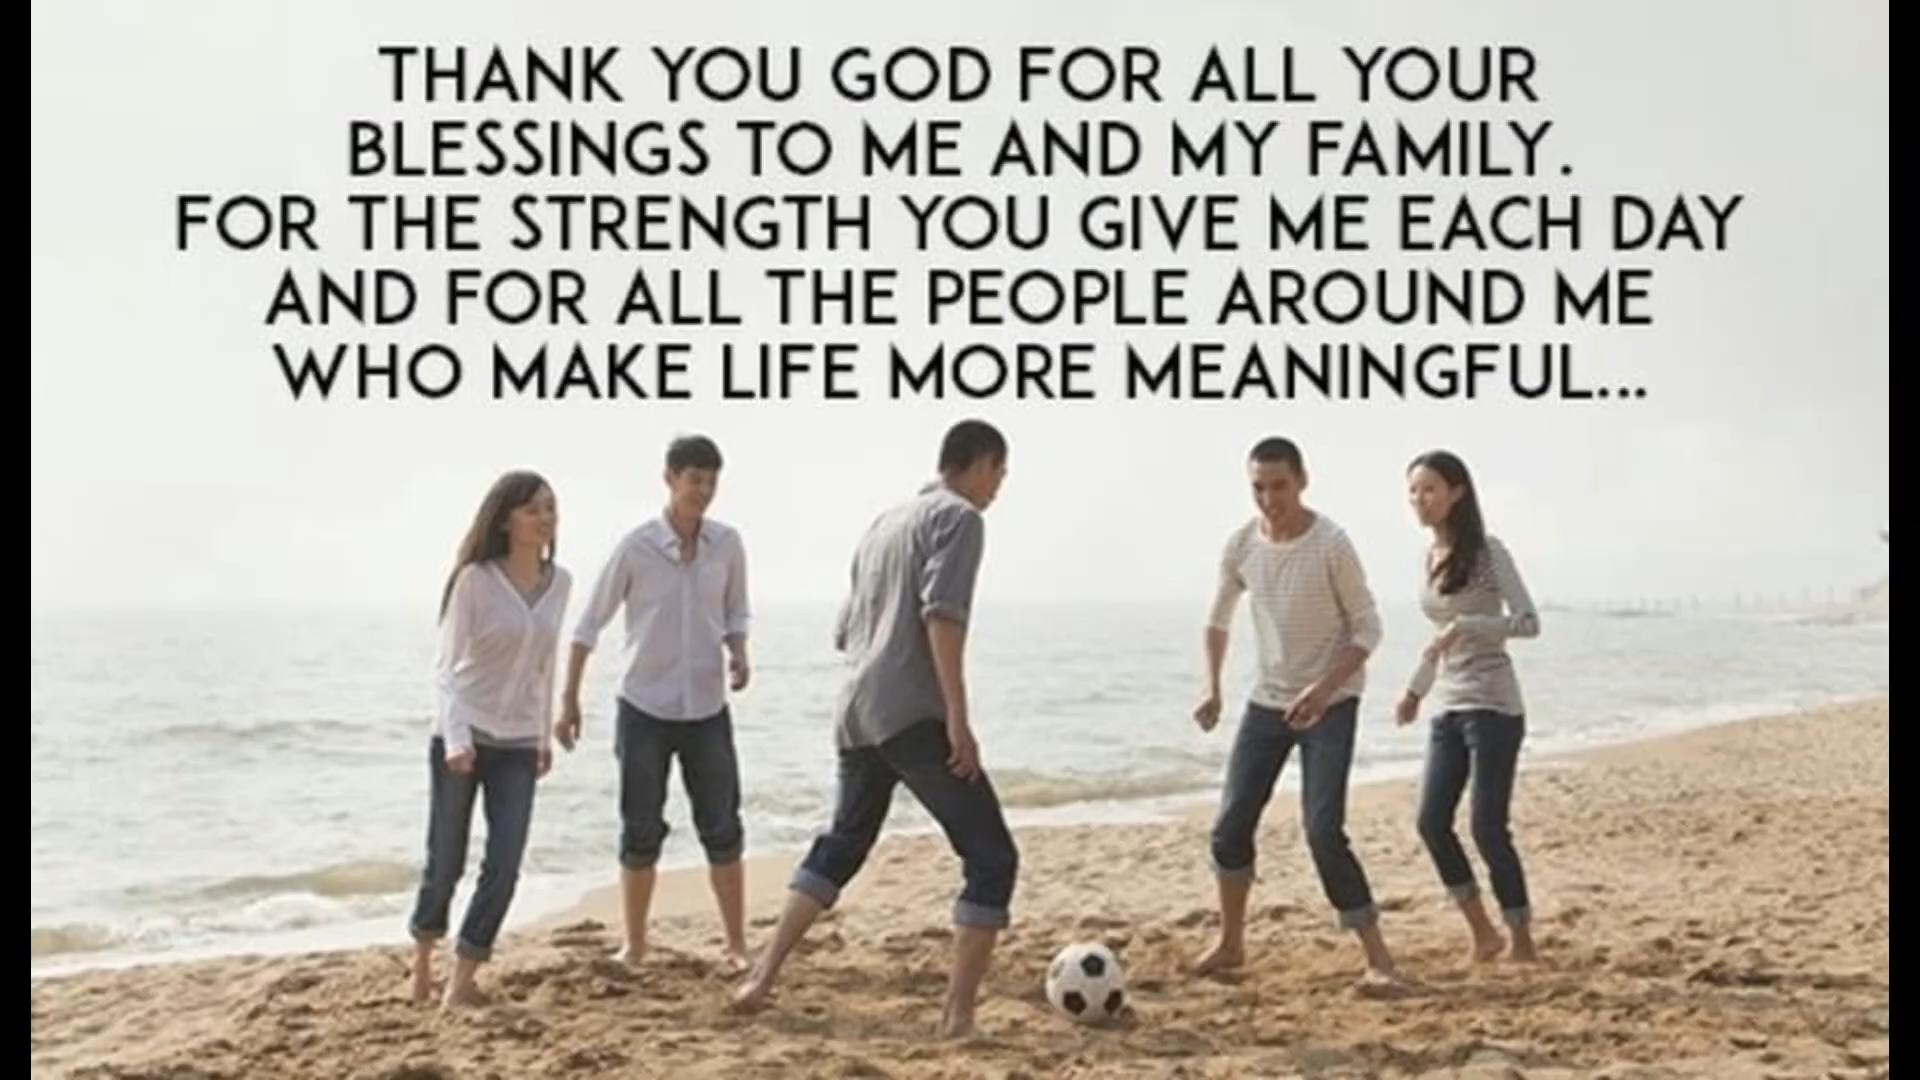 THANK YOU GOD FOR ALL YOUR
BLESSINGS TO ME AND MY FAMILY.
FOR THE STRENGTH YOU GIVE ME EACH DAY
AND FOR ALL THE PEOPLE AROUND ME
WHO MAKE LIFE MORE MEANINGFUL...